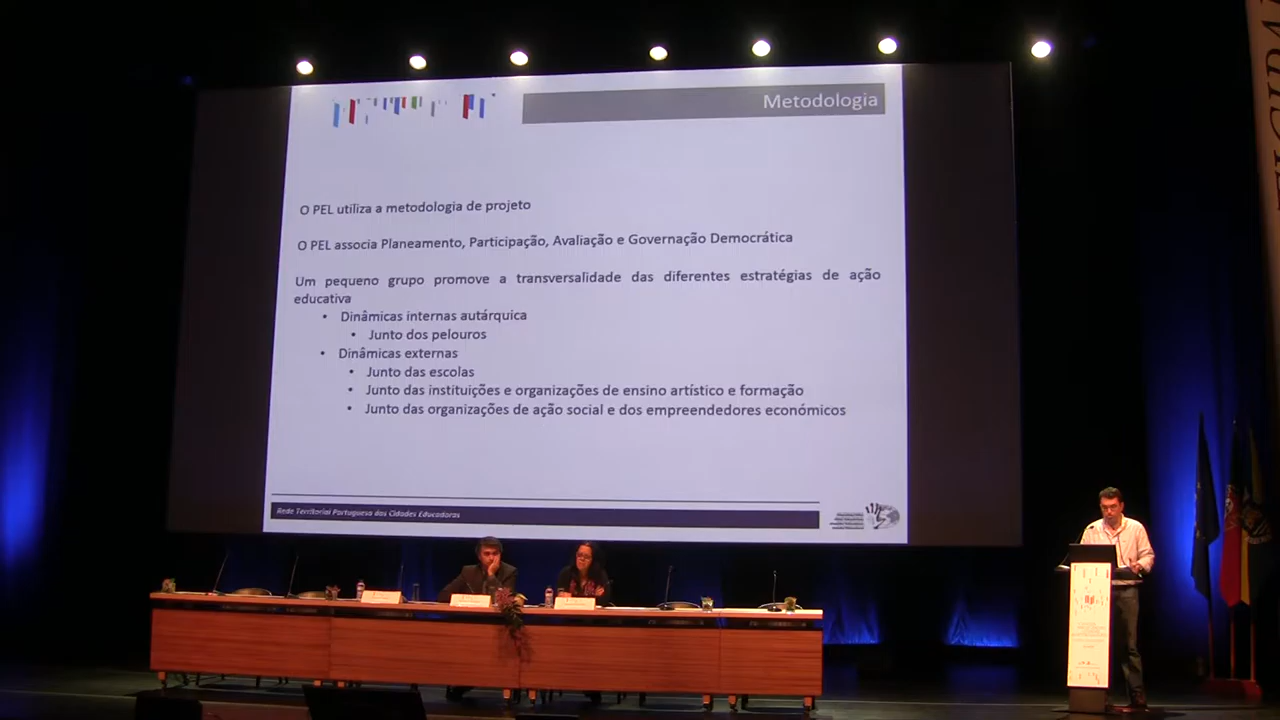 Metodologia
O PEL utiliza a metodologia de projeto
O PEL associa Planeamento, Participação, Avaliação e Governação Democrática
Um pequeno grupo promove a transversalidade das diferentes estratégias de ação
educativa
• Dinâmicas internas autárquica
• Junto dos pelouros
• Dinâmicas externas
• Junto das escolas
• Junto das instituições e organizações de ensino artístico e formação
• Junto das organizações de ação social e dos empreendedores económicos
Rede Territorial Portuguesa das Cidades Educadoras